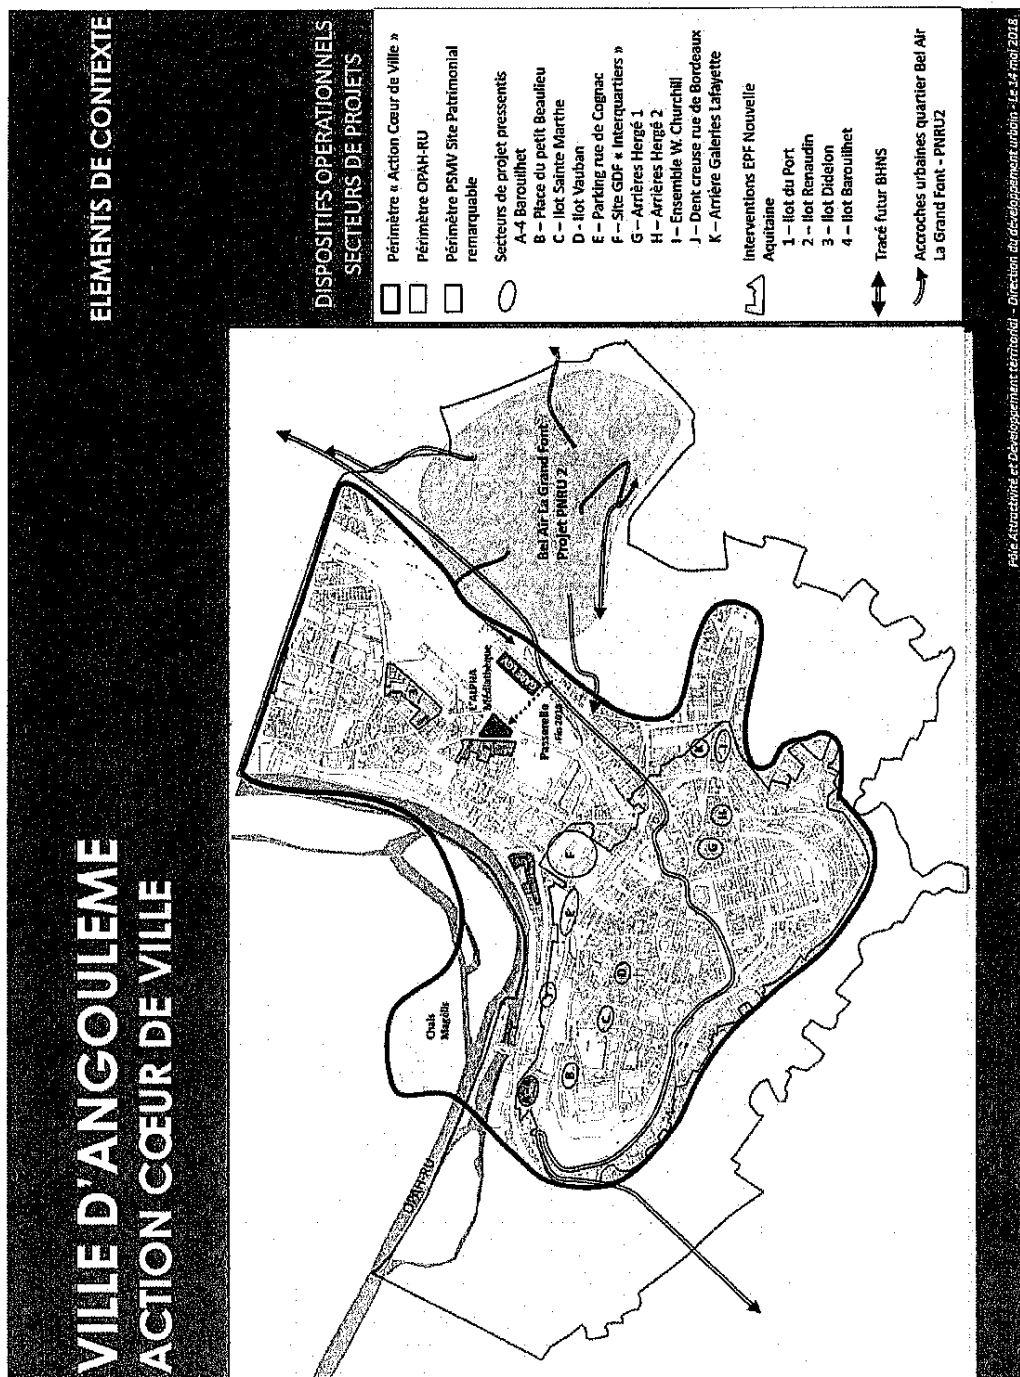 VILLE D'ANGOULEME
ACTION CŒUR DE VILLE
ELEMENTS DE CONTEXTE
DISPOSITIFS OPERATIONNELS
SECTEURS DE PROJETS
Périmètre « Action Cœur de Ville »
Périmètre OPAH-RU
Périmètre PSMV Site Patrimonial
remarquable
Secteurs de projet pressentis
A-4 Barouilhet
B – Place du petit Beaulieu
C – Ilot Sainte Marthe
D - Ilot Vauban
E – Parking rue de Cognac
F – Site GDF « Interquartiers »
G – Arrières Hergé 1
H – Arrières Hergé 2
I – Ensemble W. Churchill
J – Dent creuse rue de Bordeaux
K – Arrière Galeries Lafayette
Interventions EPF Nouvelle
Aquitaine
1 – Ilot du Port
2 – Ilot Renaudin
3 – Ilot Didelon
4 – Ilot Barouilhet
Tracé futur BHNS
Accroches urbaines quartier Bel Air
La Grand Font - PNRU2
OPAH-RU
Chais
Magélis
L'ALPHA
Médiathèque
Passerelle
Bel Air La Grand Font
Projet PNRU 2
B
C
D
E
F
G
H
K
Pôle Attractivité et Développement territorial – Direction du développement urbain - Le 14 mai 2018